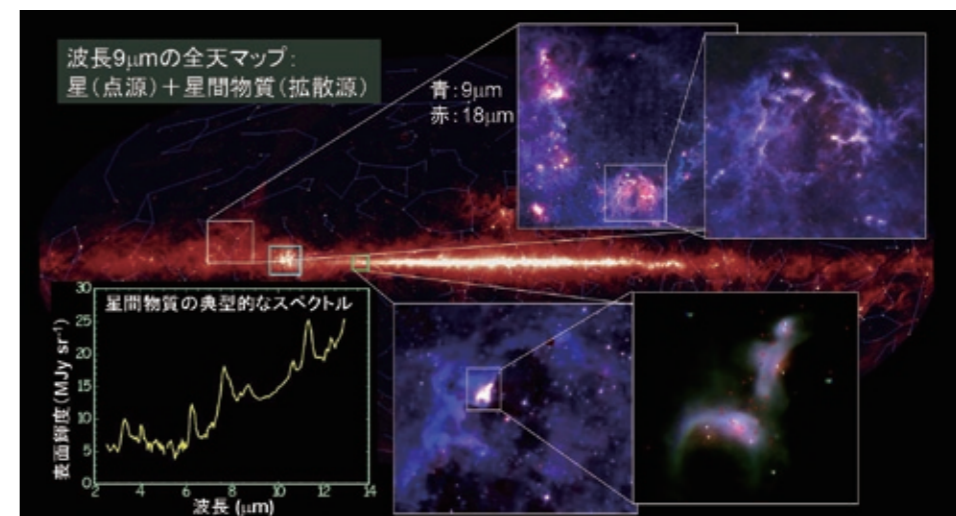 波長9μmの全天マップ:
星(点源)+星間物質(拡散源)
青:9μm
赤:18μm
星間物質の典型的なスペクトル
表面輝度(MJy sr⁻¹)
30
25
20
15
10
5
0
2 4 6 8 10 12 14
波長 (μm)